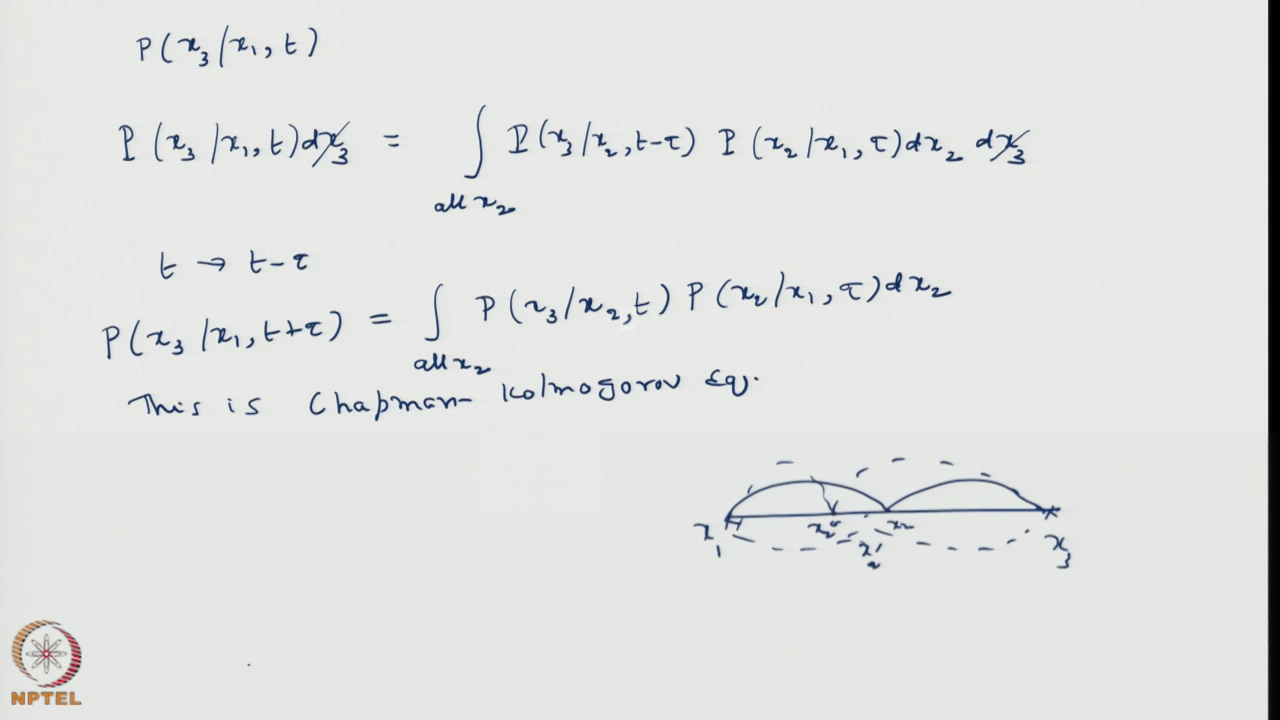 P(x₃/x₁, t)
P(x₃/x₁, t)dx₃ = ∫ P(x₃/x₂, t-τ) P(x₂/x₁, τ)dx₂ dx₃
all x₂
t → t-τ
P(x₃/x₁, t+τ) = ∫ P(x₃/x₂, t) P(x₂/x₁, τ)dx₂
all x₂
This is Chapman- Kolmogorov Eq.
x₁ x₂" x₂' x₂ x₃
NPTEL